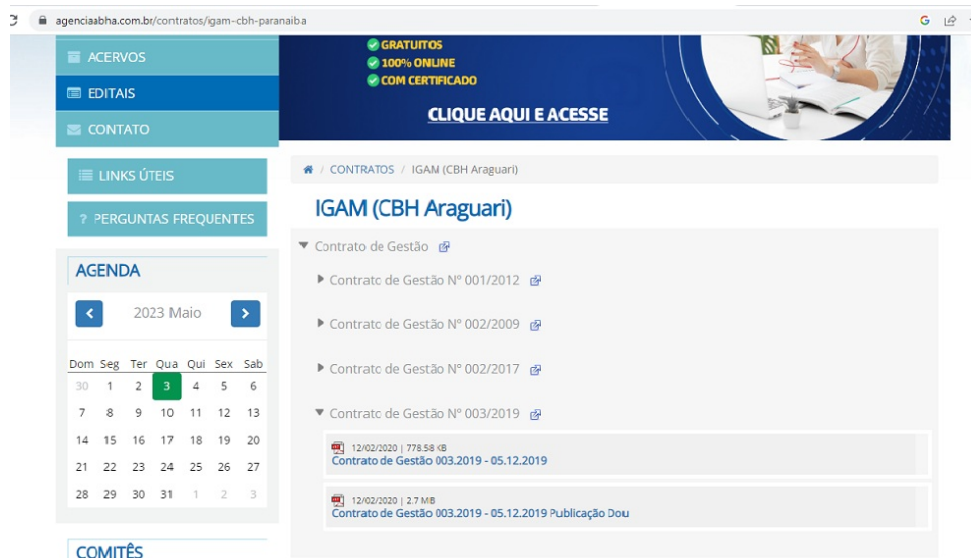 agenciaabha.com.br/contratos/igam-cbh-paranaiba
ACERVOS
EDITAIS
CONTATO
LINKS ÚTEIS
? PERGUNTAS FREQUENTES
GRATUITOS
100% ONLINE
COM CERTIFICADO
CLIQUE AQUI E ACESSE
/ CONTRATOS / IGAM (CBH Araguari)
IGAM (CBH Araguari)
Contrato de Gestão
Contrato de Gestão Nº 001/2012
Contrato de Gestão Nº 002/2009
Contrato de Gestão Nº 002/2017
Contrato de Gestão Nº 003/2019
12/02/2020 | 778.58 KB
Contrato de Gestão 003.2019 - 05.12.2019
12/02/2020 | 2.7 MB
Contrato de Gestão 003.2019 - 05.12.2019 Publicação Dou
AGENDA
< 2023 Maio >
Dom Seg Ter Qua Qui Sex Sab
30 1 2 3 4 5 6
7 8 9 10 11 12 13
14 15 16 17 18 19 20
21 22 23 24 25 26 27
28 29 30 31 1 2 3
COMITÊS